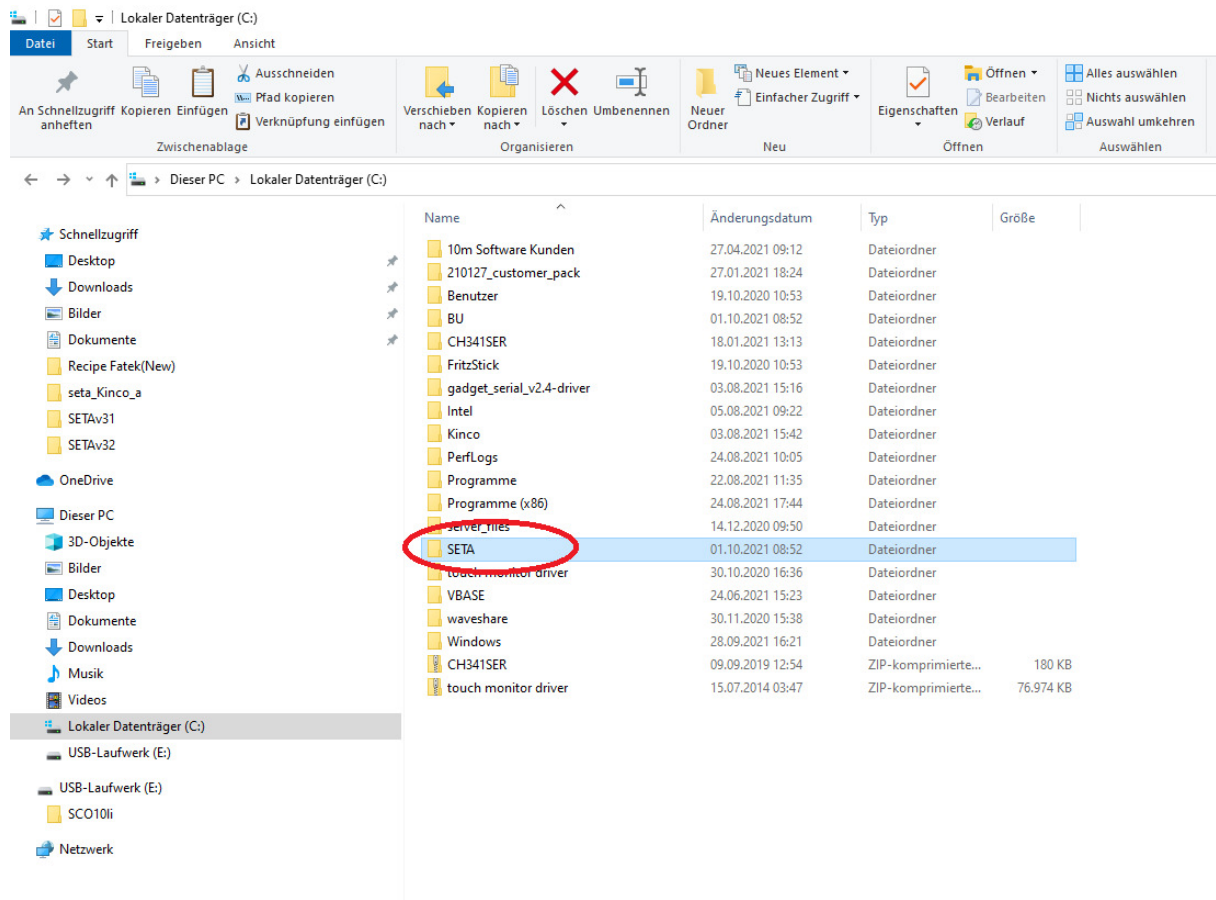 Lokaler Datenträger (C:)
Datei Start Freigeben Ansicht
An Schnellzugriff anheften
Kopieren
Einfügen
Ausschneiden
Pfad kopieren
Verknüpfung einfügen
Zwischenablage
Verschieben nach
Kopieren nach
Löschen
Umbenennen
Organisieren
Neuer Ordner
Neues Element
Einfacher Zugriff
Neu
Eigenschaften
Öffnen
Bearbeiten
Verlauf
Öffnen
Alles auswählen
Nichts auswählen
Auswahl umkehren
Auswählen
Dieser PC > Lokaler Datenträger (C:)
Schnellzugriff
Desktop
Downloads
Bilder
Dokumente
Recipe Fatek(New)
seta_Kinco_a
SETAv31
SETAv32
OneDrive
Dieser PC
3D-Objekte
Bilder
Desktop
Dokumente
Downloads
Musik
Videos
Lokaler Datenträger (C:)
USB-Laufwerk (E:)
USB-Laufwerk (E:)
SCO10li
Netzwerk
Name Änderungsdatum Typ Größe
10m Software Kunden 27.04.2021 09:12 Dateiordner
210127_customer_pack 27.01.2021 18:24 Dateiordner
Benutzer 19.10.2020 10:53 Dateiordner
BU 01.10.2021 08:52 Dateiordner
CH341SER 18.01.2021 13:13 Dateiordner
FritzStick 19.10.2020 10:53 Dateiordner
gadget_serial_v2.4-driver 03.08.2021 15:16 Dateiordner
Intel 05.08.2021 09:22 Dateiordner
Kinco 03.08.2021 15:42 Dateiordner
PerfLogs 24.08.2021 10:05 Dateiordner
Programme 22.08.2021 11:35 Dateiordner
Programme (x86) 24.08.2021 17:44 Dateiordner
server_files 14.12.2020 09:50 Dateiordner
SETA 01.10.2021 08:52 Dateiordner
touch monitor driver 30.10.2020 16:36 Dateiordner
VBASE 24.06.2021 15:23 Dateiordner
waveshare 30.11.2020 15:38 Dateiordner
Windows 28.09.2021 16:21 Dateiordner
CH341SER 09.09.2019 12:54 ZIP-komprimierte... 180 KB
touch monitor driver 15.07.2014 03:47 ZIP-komprimierte... 76.974 KB